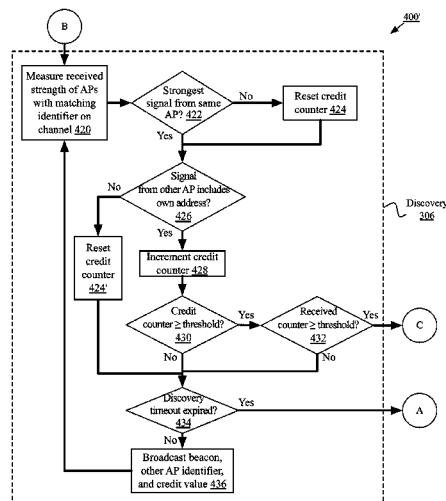 B
400'
Measure received
strength of APs
with matching
identifier on
channel 420
Strongest
signal from same
AP? 422
No
Reset credit
counter 424
Yes
Signal
from other AP includes
own address?
426
No
Yes
Discovery
306
Reset
credit
counter
424'
Increment credit
counter 428
Credit
counter ≥ threshold?
430
Yes
Received
counter ≥ threshold?
432
Yes
C
No
No
Discovery
timeout expired?
434
Yes
A
No
Broadcast beacon,
other AP identifier,
and credit value 436